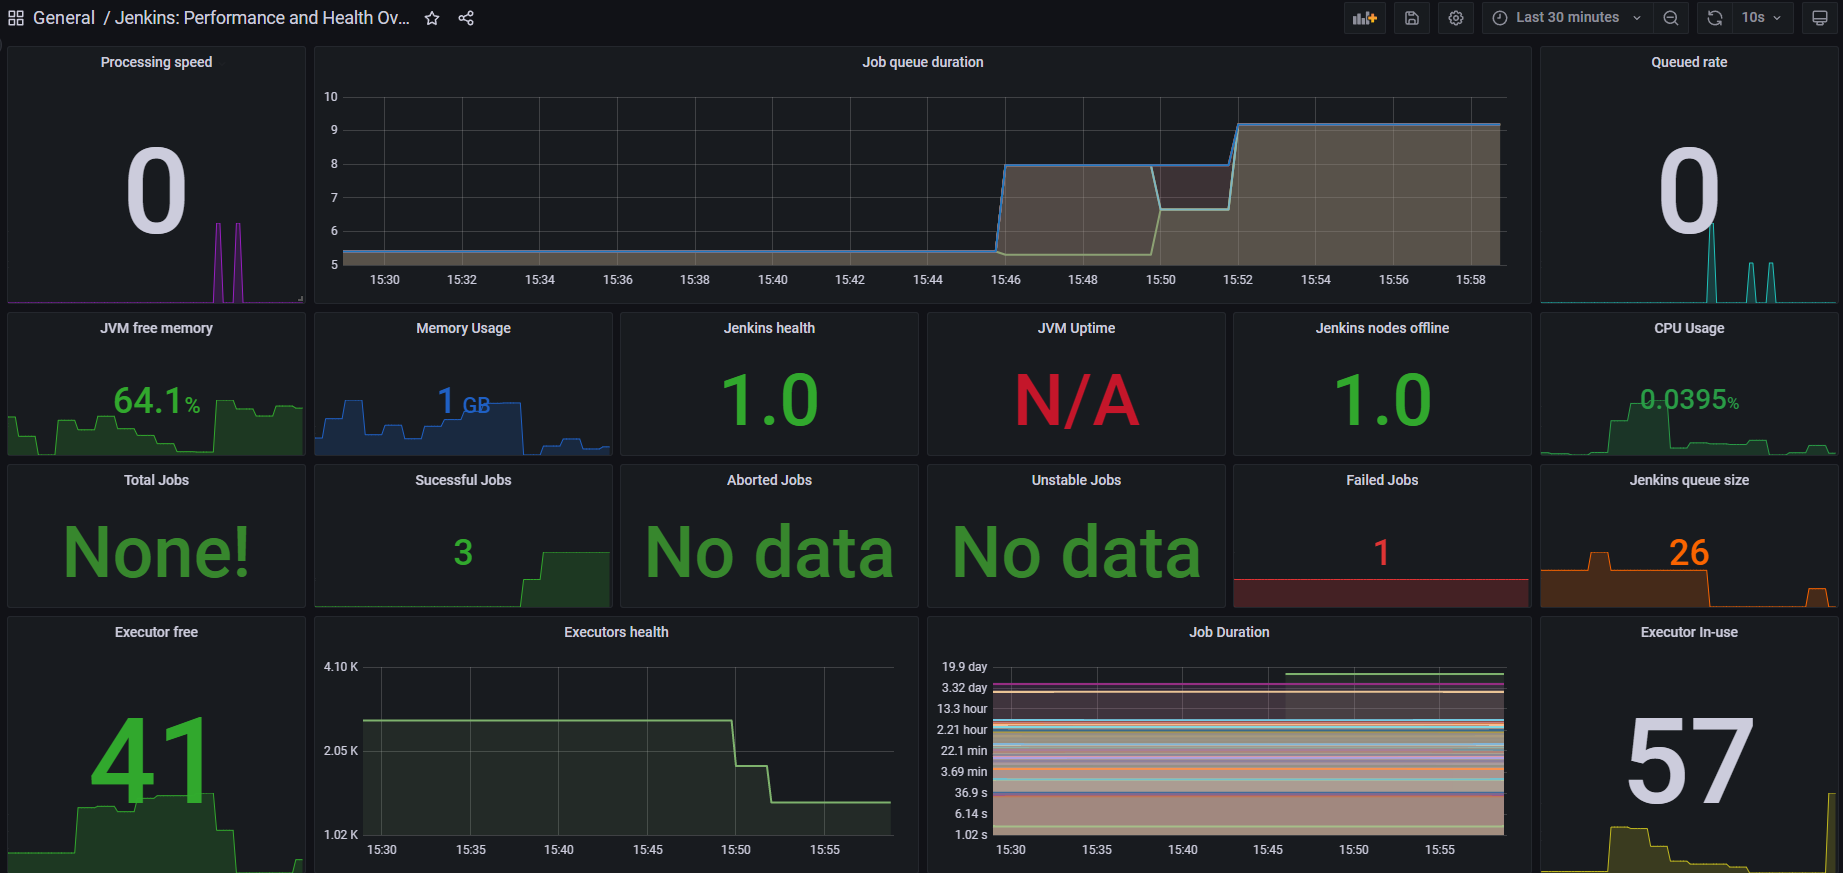 General / Jenkins: Performance and Health Ov...
Last 30 minutes
10s
Processing speed
0
Job queue duration
10
9
8
7
6
5
15:30 15:32 15:34 15:36 15:38 15:40 15:42 15:44 15:46 15:48 15:50 15:52 15:54 15:56 15:58
Queued rate
0
JVM free memory
64.1%
Memory Usage
1 GB
Jenkins health
1.0
JVM Uptime
N/A
Jenkins nodes offline
1.0
CPU Usage
0.0395%
Total Jobs
None!
Sucessful Jobs
3
Aborted Jobs
No data
Unstable Jobs
No data
Failed Jobs
1
Jenkins queue size
26
Executor free
41
Executors health
4.10 K
2.05 K
1.02 K
15:30 15:35 15:40 15:45 15:50 15:55
Job Duration
19.9 day
3.32 day
13.3 hour
2.21 hour
22.1 min
3.69 min
36.9 s
6.14 s
1.02 s
15:30 15:35 15:40 15:45 15:50 15:55
Executor In-use
57